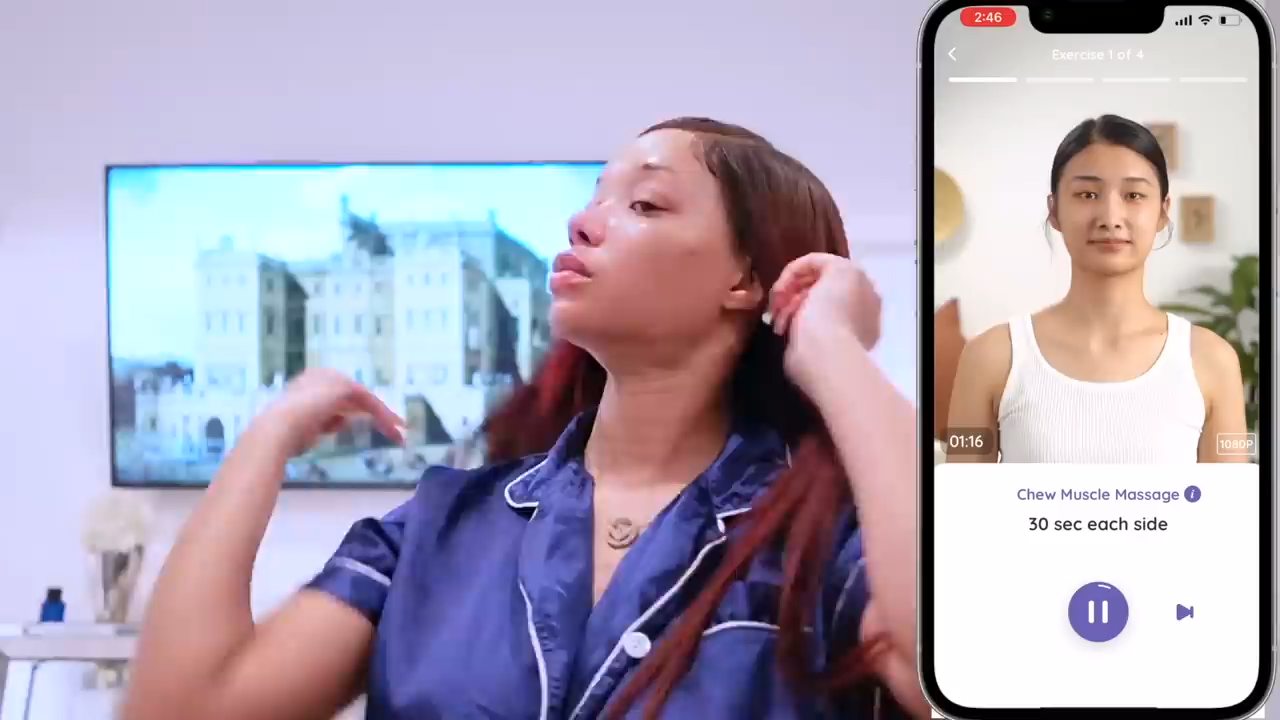 2:46
Exercise 1 of 4
01:16
1080P
Chew Muscle Massage
30 sec each side